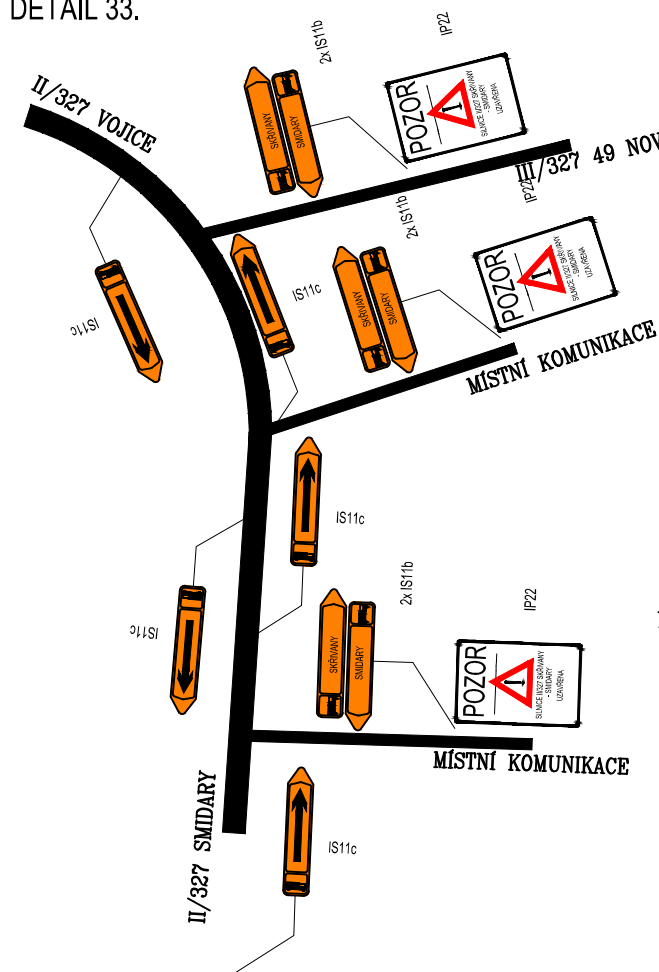 DETAIL 33.
2x IS11b
IP22
II/327 VOJICE
SKŘIVANY
SMIDARY
POZOR
SILNICE II/327 SKŘIVANY
- SMIDARY
UZAVŘENA
III/327 49 NOV
IP22
2x IS11b
IS11c
IS11c
SKŘIVANY
SMIDARY
POZOR
SILNICE II/327 SKŘIVANY
- SMIDARY
UZAVŘENA
MÍSTNÍ KOMUNIKACE
IS11c
2x IS11b
IP22
IS11c
SKŘIVANY
SMIDARY
POZOR
SILNICE II/327 SKŘIVANY
- SMIDARY
UZAVŘENA
MÍSTNÍ KOMUNIKACE
II/327 SMIDARY
IS11c